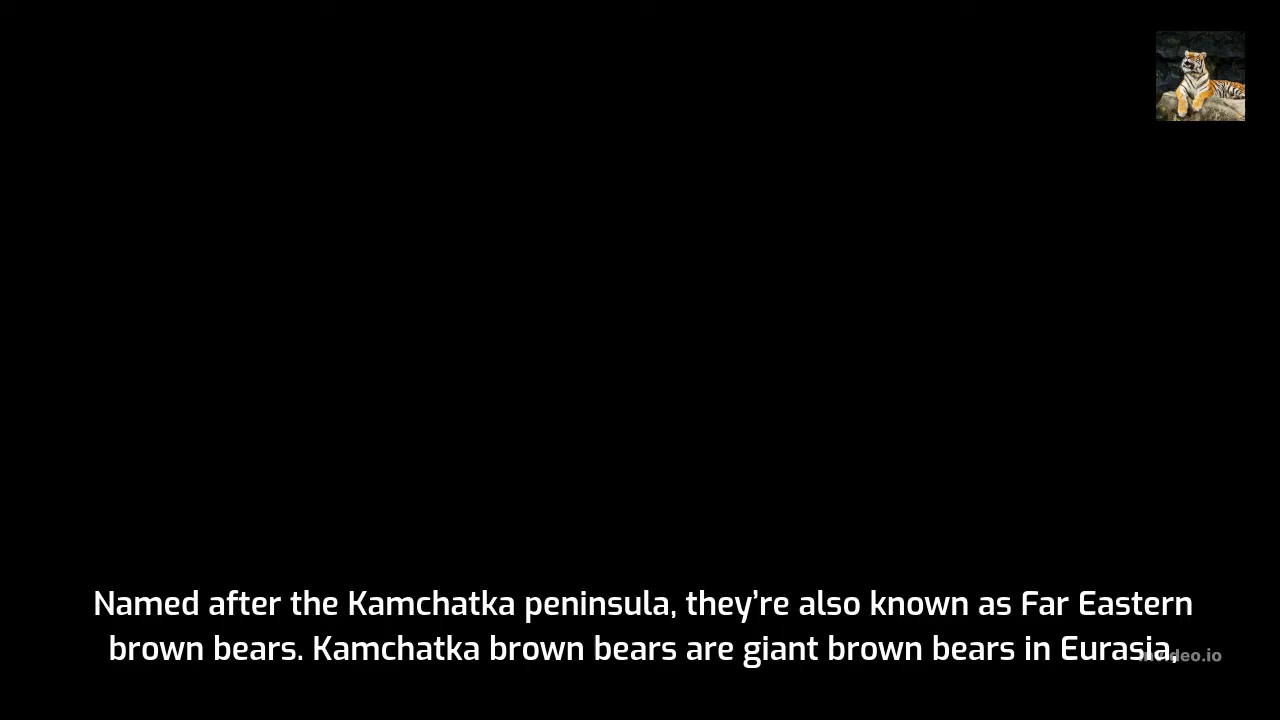 Named after the Kamchatka peninsula, they’re also known as Far Eastern
brown bears. Kamchatka brown bears are giant brown bears in Eurasia,